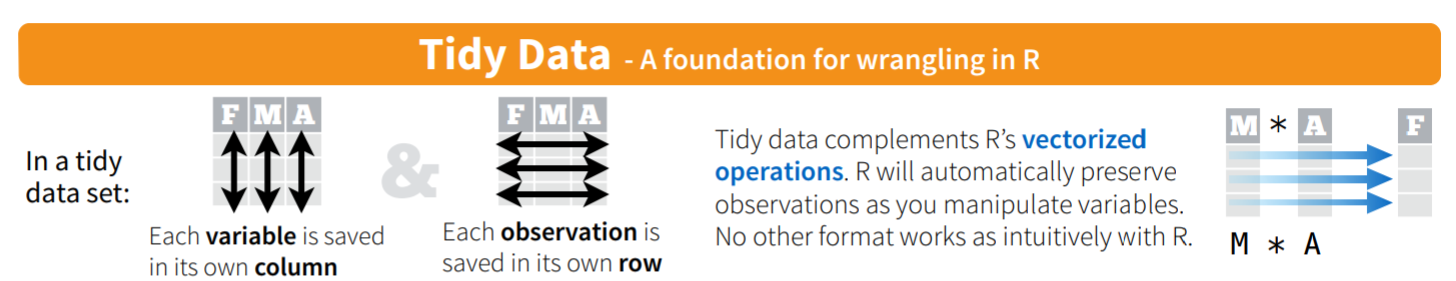 Tidy Data - A foundation for wrangling in R
In a tidy
data set:
F M A
Each variable is saved
in its own column
&
F M A
Each observation is
saved in its own row
Tidy data complements R’s vectorized
operations. R will automatically preserve
observations as you manipulate variables.
No other format works as intuitively with R.
M * A F
M * A